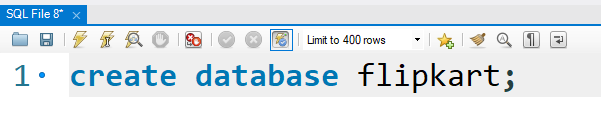 SQL File 8*
Limit to 400 rows
1 create database flipkart;